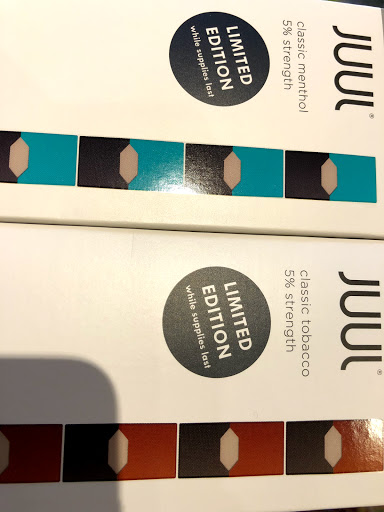 JUUL®
classic menthol
5% strength
LIMITED
EDITION
while supplies last
JUUL®
classic tobacco
5% strength
LIMITED
EDITION
while supplies last